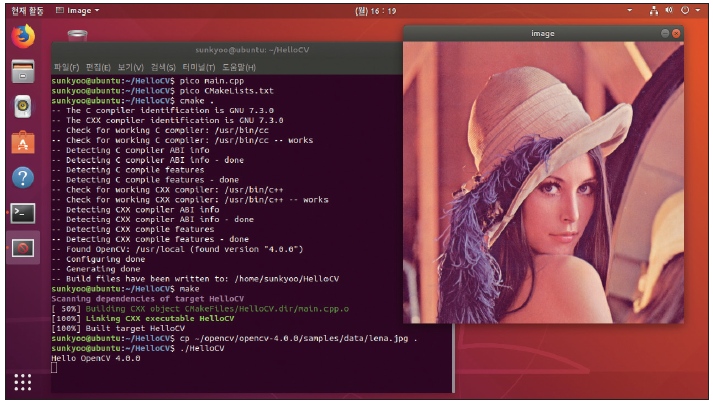 현재 활동 Image
(월) 16 : 19
image
sunkyoo@ubuntu: ~/HelloCV
파일(F) 편집(E) 보기(V) 검색(S) 터미널(T) 도움말(H)
sunkyoo@ubuntu:~/HelloCV$ pico main.cpp
sunkyoo@ubuntu:~/HelloCV$ pico CMakeLists.txt
sunkyoo@ubuntu:~/HelloCV$ cmake .
-- The C compiler identification is GNU 7.3.0
-- The CXX compiler identification is GNU 7.3.0
-- Check for working C compiler: /usr/bin/cc
-- Check for working C compiler: /usr/bin/cc -- works
-- Detecting C compiler ABI info
-- Detecting C compiler ABI info - done
-- Detecting C compile features
-- Detecting C compile features - done
-- Check for working CXX compiler: /usr/bin/c++
-- Check for working CXX compiler: /usr/bin/c++ -- works
-- Detecting CXX compiler ABI info
-- Detecting CXX compiler ABI info - done
-- Detecting CXX compile features
-- Detecting CXX compile features - done
-- Found OpenCV: /usr/local (found version "4.0.0")
-- Configuring done
-- Generating done
-- Build files have been written to: /home/sunkyoo/HelloCV
sunkyoo@ubuntu:~/HelloCV$ make
Scanning dependencies of target HelloCV
[ 50%] Building CXX object CMakeFiles/HelloCV.dir/main.cpp.o
[100%] Linking CXX executable HelloCV
[100%] Built target HelloCV
sunkyoo@ubuntu:~/HelloCV$ cp ~/opencv/opencv-4.0.0/samples/data/lena.jpg .
sunkyoo@ubuntu:~/HelloCV$ ./HelloCV
Hello OpenCV 4.0.0